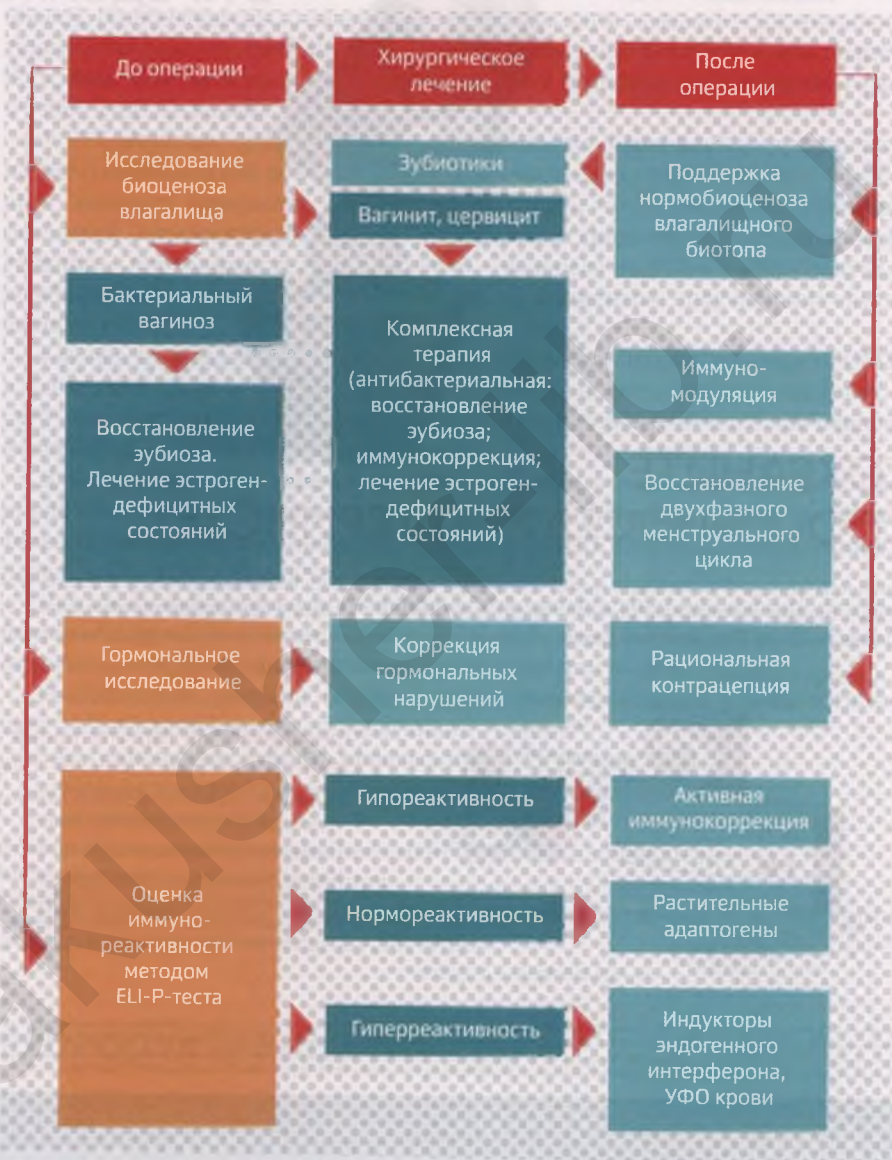 До операции
Хирургическое
лечение
После
операции
Исследование
биоценоза
влагалища
Зубиотики
Вагинит, цервицит
Поддержка
нормобиоценоза
влагалищного
биотопа
Бактериальный
вагиноз
Комплексная
терапия
(антибактериальная:
восстановление
эубиоза;
иммунокоррекция;
лечение эстроген-
дефицитных
состояний)
Иммуно-
модуляция
Восстановление
эубиоза.
Лечение эстроген-
дефицитных
состояний
Восстановление
двухфазного
менструального
цикла
Гормональное
исследование
Коррекция
гормональных
нарушений
Рациональная
контрацепция
Оценка
иммуно-
реактивности
методом
ELI-P-теста
Гипореактивность
Активная
иммунокоррекция
Нормореактивность
Растительные
адаптогены
Гиперреактивность
Индукторы
эндогенного
интерферона,
УФО крови
akusher-lib.ru